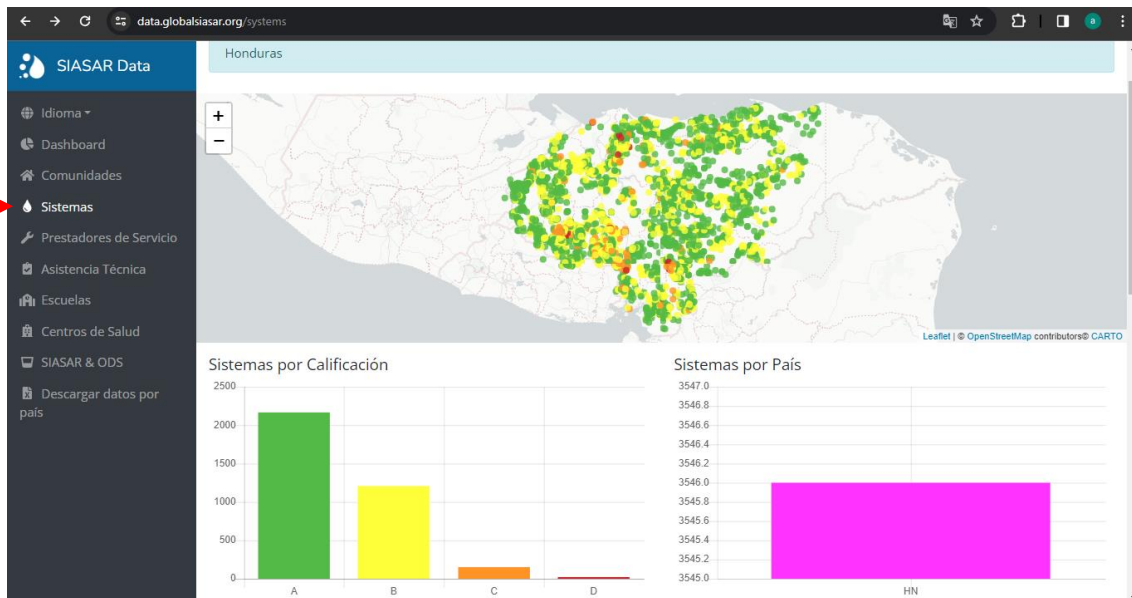 data.globalsiasar.org/systems
a
SIASAR Data
Idioma
Dashboard
Comunidades
Sistemas
Prestadores de Servicio
Asistencia Técnica
Escuelas
Centros de Salud
SIASAR & ODS
Descargar datos por
país
Honduras
+
−
Leaflet | © OpenStreetMap contributors© CARTO
Sistemas por Calificación
2500
2000
1500
1000
500
0
A B C D
Sistemas por País
3547.0
3546.8
3546.6
3546.4
3546.2
3546.0
3545.8
3545.6
3545.4
3545.2
3545.0
HN